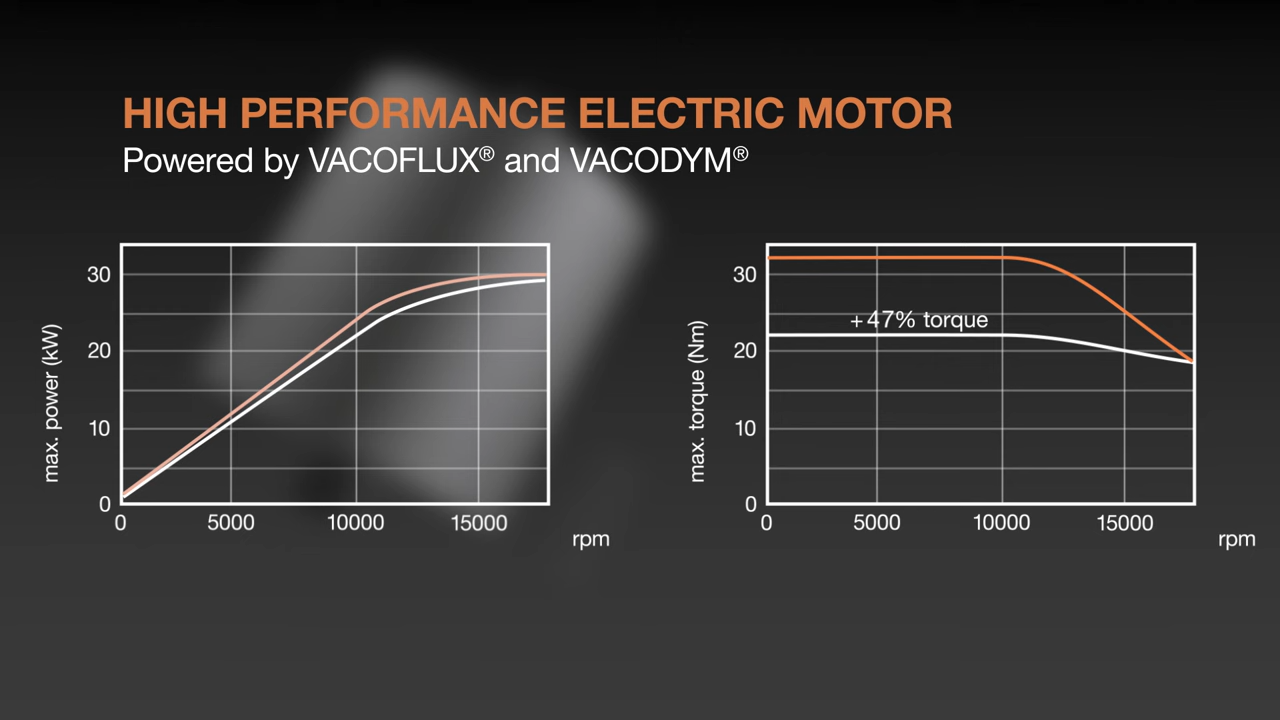 HIGH PERFORMANCE ELECTRIC MOTOR
Powered by VACOFLUX® and VACODYM®
max. power (kW)
30
20
10
0
0 5000 10000 15000
rpm
max. torque (Nm)
30
20
10
0
+47% torque
0 5000 10000 15000
rpm